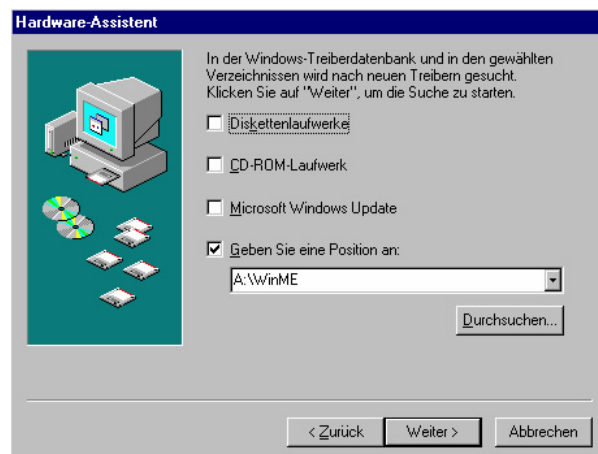 Hardware-Assistent
In der Windows-Treiberdatenbank und in den gewählten
Verzeichnissen wird nach neuen Treibern gesucht.
Klicken Sie auf "Weiter", um die Suche zu starten.
Diskettenlaufwerke
CD-ROM-Laufwerk
Microsoft Windows Update
Geben Sie eine Position an:
A:\WinME
Durchsuchen...
< Zurück Weiter > Abbrechen